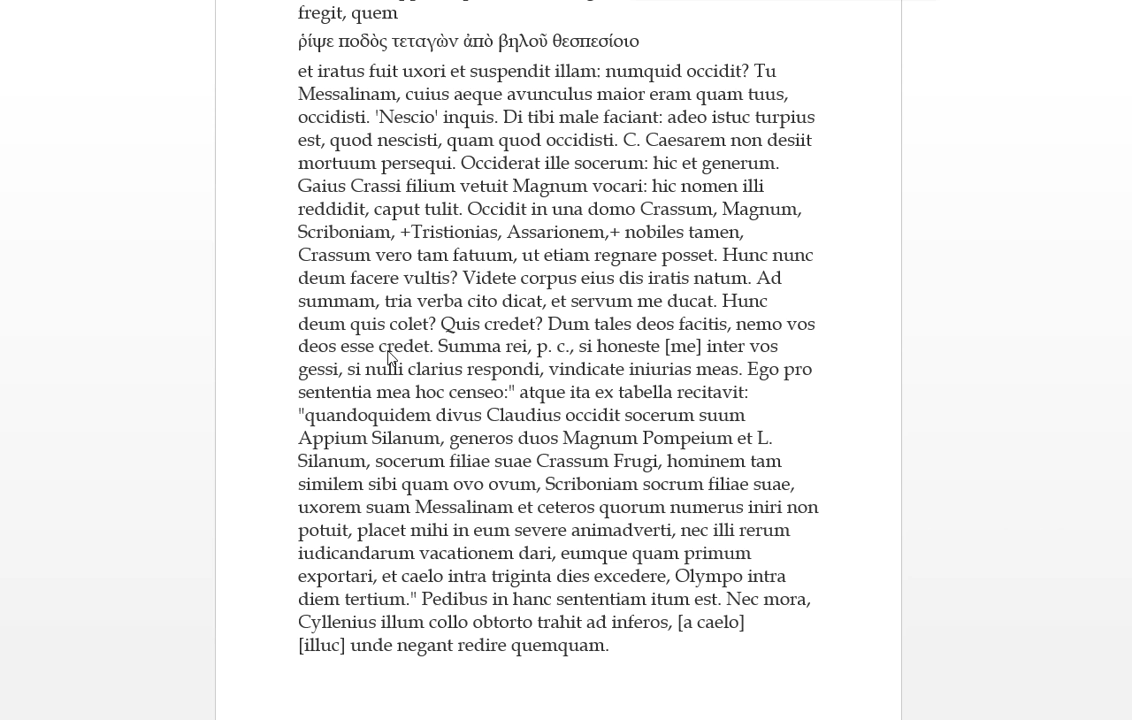 fregit, quem
ῥίψε ποδὸς τεταγὼν ἀπὸ βηλοῦ θεσπεσίοιο
et iratus fuit uxori et suspendit illam: numquid occidit? Tu
Messalinam, cuius aeque avunculus maior eram quam tuus,
occidisti. 'Nescio' inquis. Di tibi male faciant: adeo istuc turpius
est, quod nescisti, quam quod occidisti. C. Caesarem non desiit
mortuum persequi. Occiderat ille socerum: hic et generum.
Gaius Crassi filium vetuit Magnum vocari: hic nomen illi
reddidit, caput tulit. Occidit in una domo Crassum, Magnum,
Scriboniam, +Tristionias, Assarionem,+ nobiles tamen,
Crassum vero tam fatuum, ut etiam regnare posset. Hunc nunc
deum facere vultis? Videte corpus eius dis iratis natum. Ad
summam, tria verba cito dicat, et servum me ducat. Hunc
deum quis colet? Quis credet? Dum tales deos facitis, nemo vos
deos esse credet. Summa rei, p. c., si honeste [me] inter vos
gessi, si nulli clarius respondi, vindicate iniurias meas. Ego pro
sententia mea hoc censeo:" atque ita ex tabella recitavit:
"quandoquidem divus Claudius occidit socerum suum
Appium Silanum, generos duos Magnum Pompeium et L.
Silanum, socerum filiae suae Crassum Frugi, hominem tam
similem sibi quam ovo ovum, Scriboniam socrum filiae suae,
uxorem suam Messalinam et ceteros quorum numerus iniri non
potuit, placet mihi in eum severe animadverti, nec illi rerum
iudicandarum vacationem dari, eumque quam primum
exportari, et caelo intra triginta dies excedere, Olympo intra
diem tertium." Pedibus in hanc sententiam itum est. Nec mora,
Cyllenius illum collo obtorto trahit ad inferos, [a caelo]
[illuc] unde negant redire quemquam.